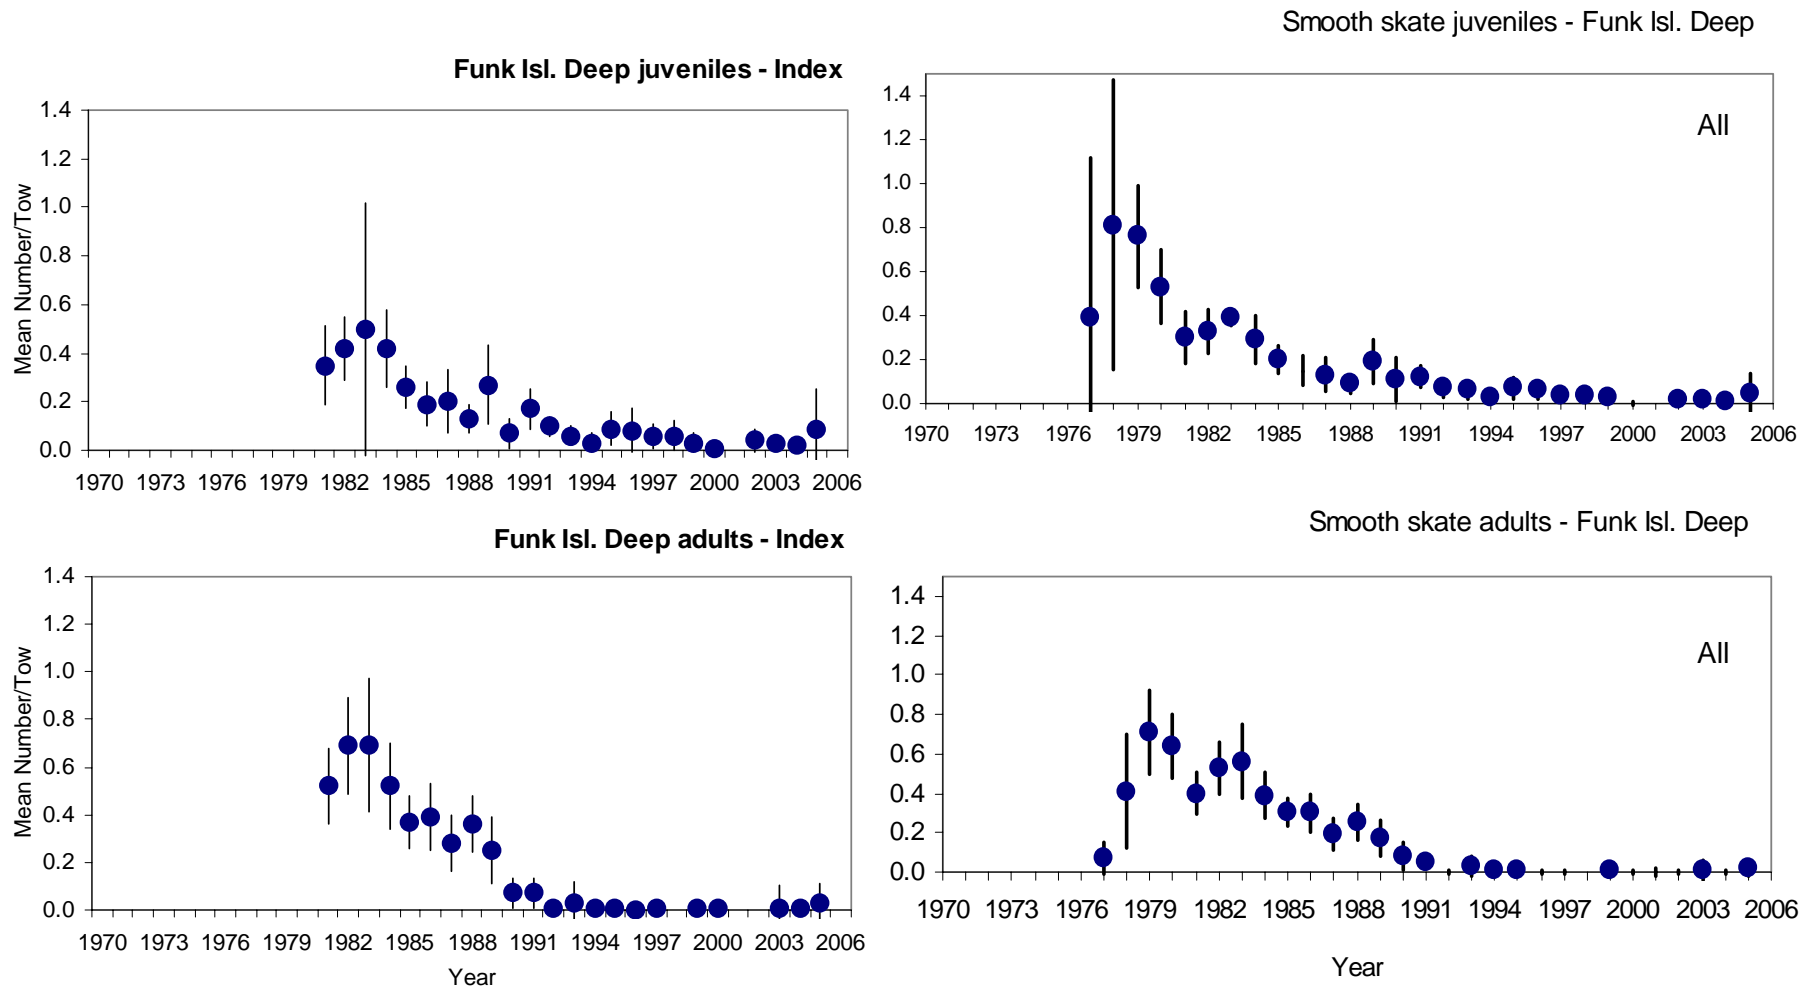 Funk Isl. Deep juveniles - Index
Mean Number/Tow
1.4
1.2
1.0
0.8
0.6
0.4
0.2
0.0
1970 1973 1976 1979 1982 1985 1988 1991 1994 1997 2000 2003 2006
Smooth skate juveniles - Funk Isl. Deep
All
1.4
1.2
1.0
0.8
0.6
0.4
0.2
0.0
1970 1973 1976 1979 1982 1985 1988 1991 1994 1997 2000 2003 2006
Funk Isl. Deep adults - Index
Mean Number/Tow
1.4
1.2
1.0
0.8
0.6
0.4
0.2
0.0
1970 1973 1976 1979 1982 1985 1988 1991 1994 1997 2000 2003 2006
Year
Smooth skate adults - Funk Isl. Deep
All
1.4
1.2
1.0
0.8
0.6
0.4
0.2
0.0
1970 1973 1976 1979 1982 1985 1988 1991 1994 1997 2000 2003 2006
Year